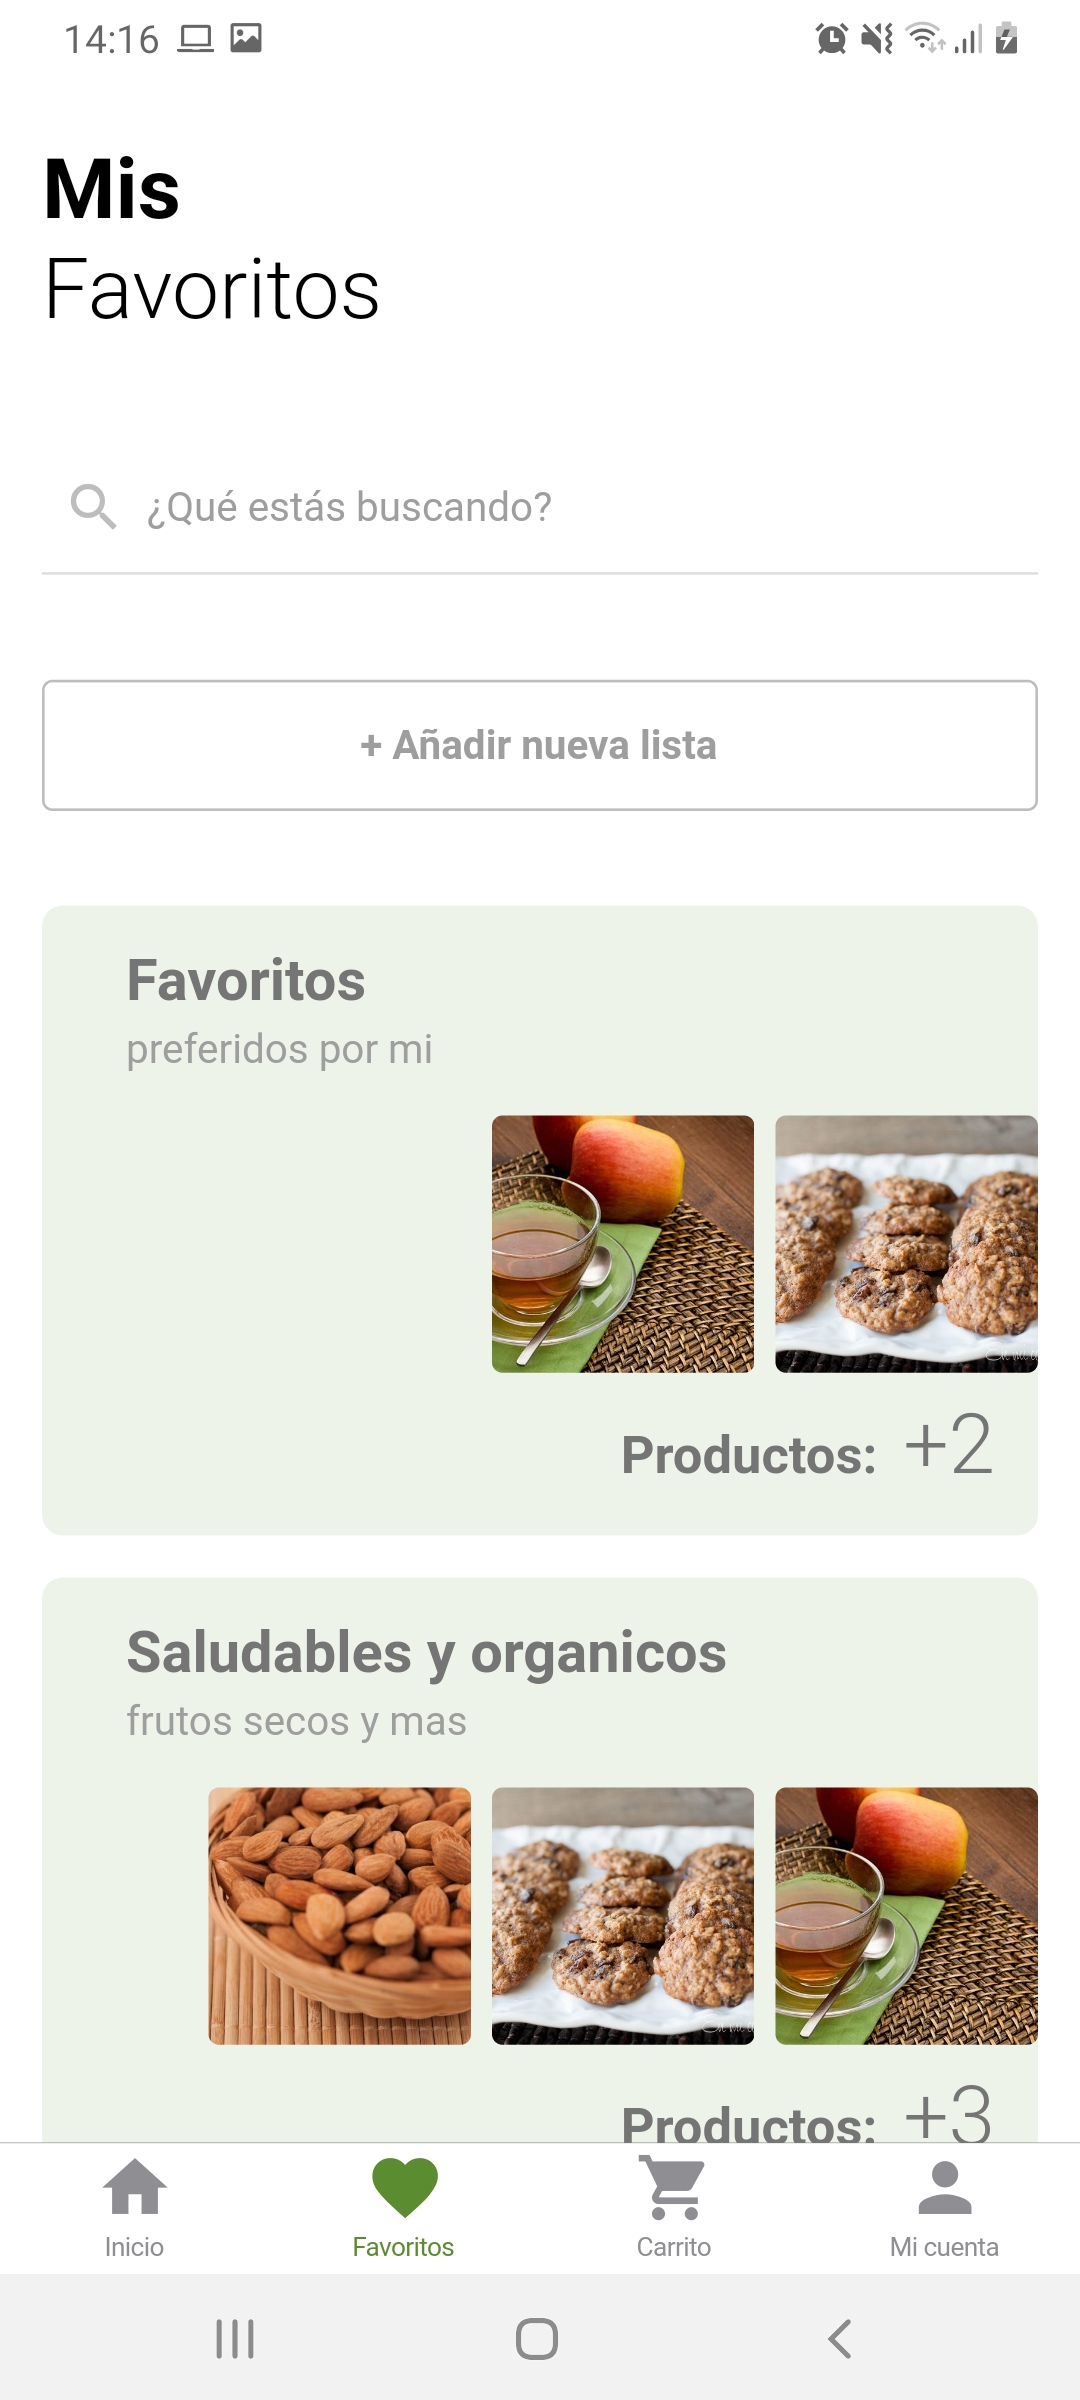 14:16
Mis
Favoritos
¿Qué estás buscando?
+ Añadir nueva lista
Favoritos
preferidos por mi
Productos: +2
Saludables y organicos
frutos secos y mas
Productos: +3
Inicio
Favoritos
Carrito
Mi cuenta